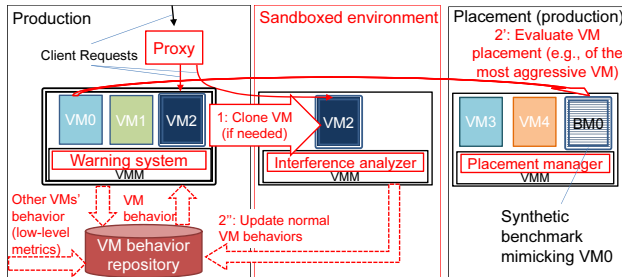 Production
Sandboxed environment
Placement (production)
Client Requests
Proxy
2': Evaluate VM
placement (e.g., of the
most aggressive VM)
VM0
VM1
VM2
1: Clone VM
(if needed)
VM2
VM3
VM4
BM0
Warning system
VMM
Interference analyzer
VMM
Placement manager
VMM
Other VMs'
behavior
(low-level
metrics)
VM
behavior
2'': Update normal
VM behaviors
VM behavior
repository
Synthetic
benchmark
mimicking VM0